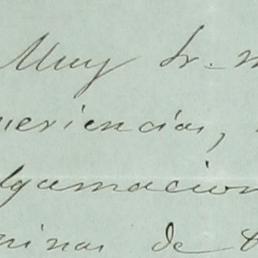 Muy Sr. m
periencias,
lgamacion
minas de